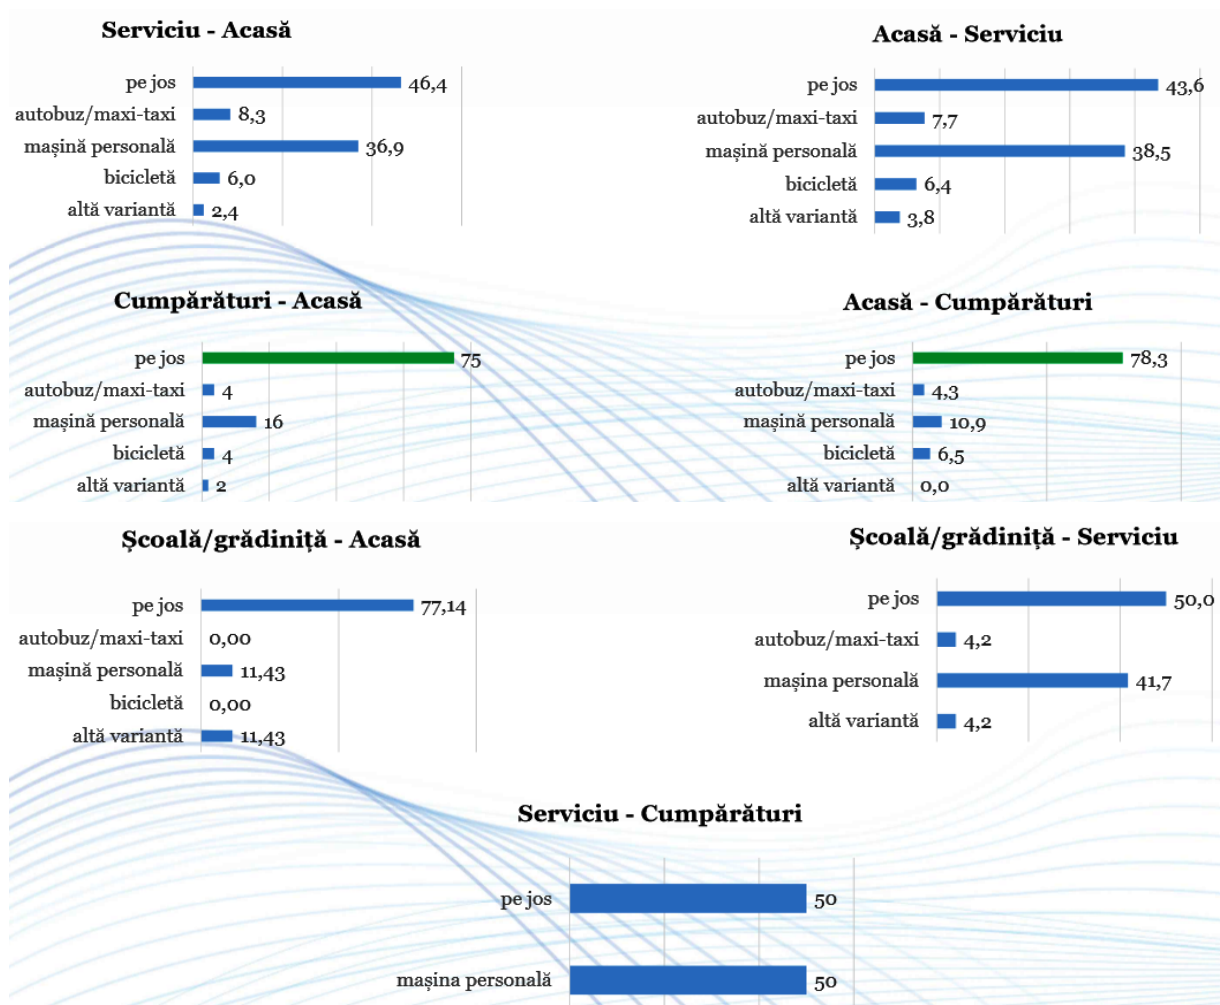 Serviciu - Acasă
pe jos 46,4
autobuz/maxi-taxi 8,3
mașină personală 36,9
bicicletă 6,0
altă variantă 2,4
Acasă - Serviciu
pe jos 43,6
autobuz/maxi-taxi 7,7
mașină personală 38,5
bicicletă 6,4
altă variantă 3,8
Cumpărături - Acasă
pe jos 75
autobuz/maxi-taxi 4
mașină personală 16
bicicletă 4
altă variantă 2
Acasă - Cumpărături
pe jos 78,3
autobuz/maxi-taxi 4,3
mașină personală 10,9
bicicletă 6,5
altă variantă 0,0
Școală/grădiniță - Acasă
pe jos 77,14
autobuz/maxi-taxi 0,00
mașină personală 11,43
bicicletă 0,00
altă variantă 11,43
Școală/grădiniță - Serviciu
pe jos 50,0
autobuz/maxi-taxi 4,2
mașina personală 41,7
altă variantă 4,2
Serviciu - Cumpărături
pe jos 50
mașina personală 50